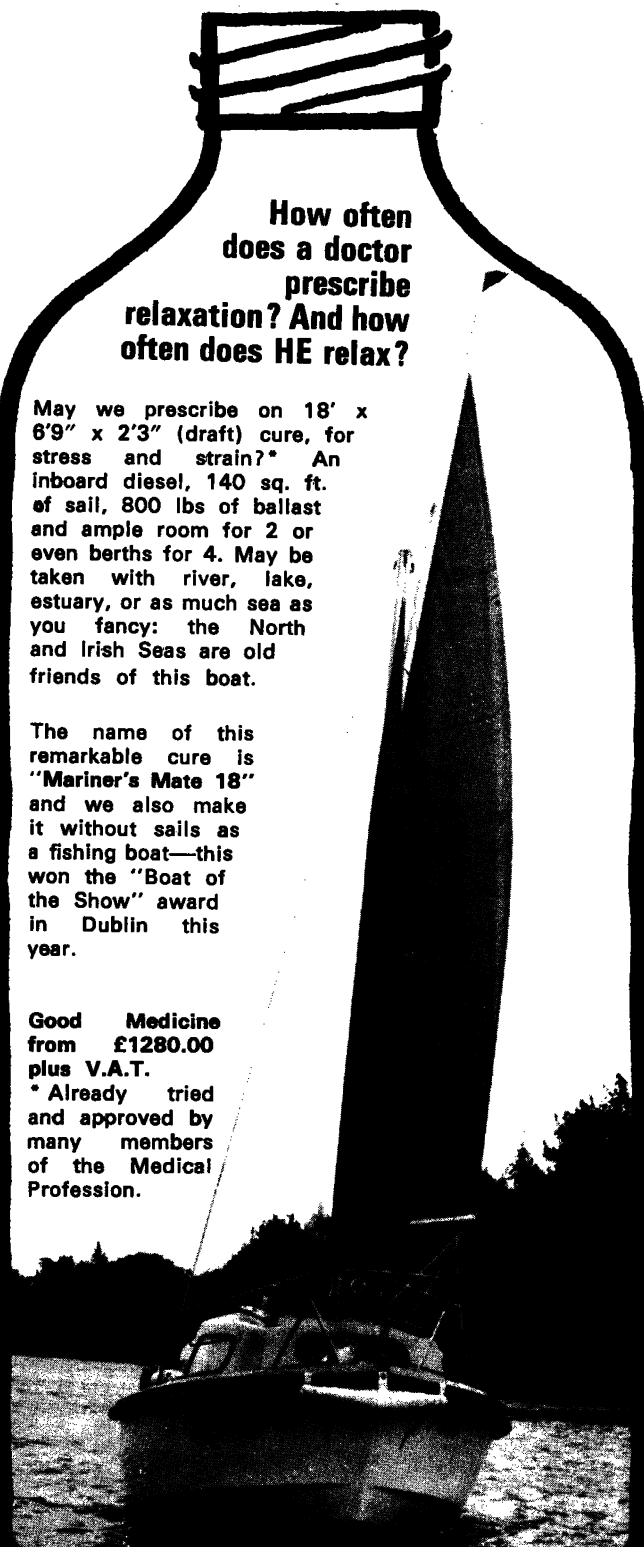 How often
does a doctor
prescribe
relaxation? And how
often does HE relax?
May we prescribe on 18' x
6'9" x 2'3" (draft) cure, for
stress and strain?* An
inboard diesel, 140 sq. ft.
of sail, 800 lbs of ballast
and ample room for 2 or
even berths for 4. May be
taken with river, lake,
estuary, or as much sea as
you fancy: the North
and Irish Seas are old
friends of this boat.
The name of this
remarkable cure is
"Mariner's Mate 18"
and we also make
it without sails as
a fishing boat—this
won the "Boat of
the Show" award
in Dublin this
year.
Good Medicine
from £1280.00
plus V.A.T.
* Already tried
and approved by
many members
of the Medical
Profession.